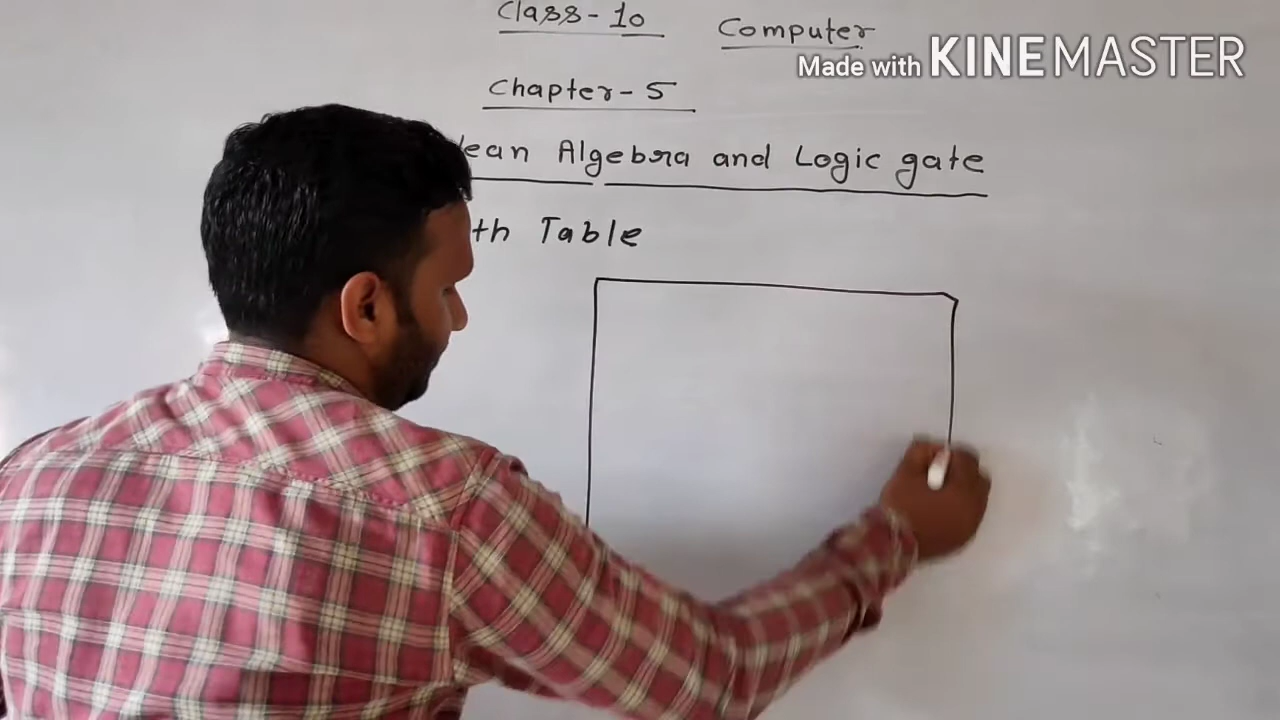 Class - 10 Computer
Made with KINEMASTER
Chapter - 5
lean Algebra and Logic gate
th Table